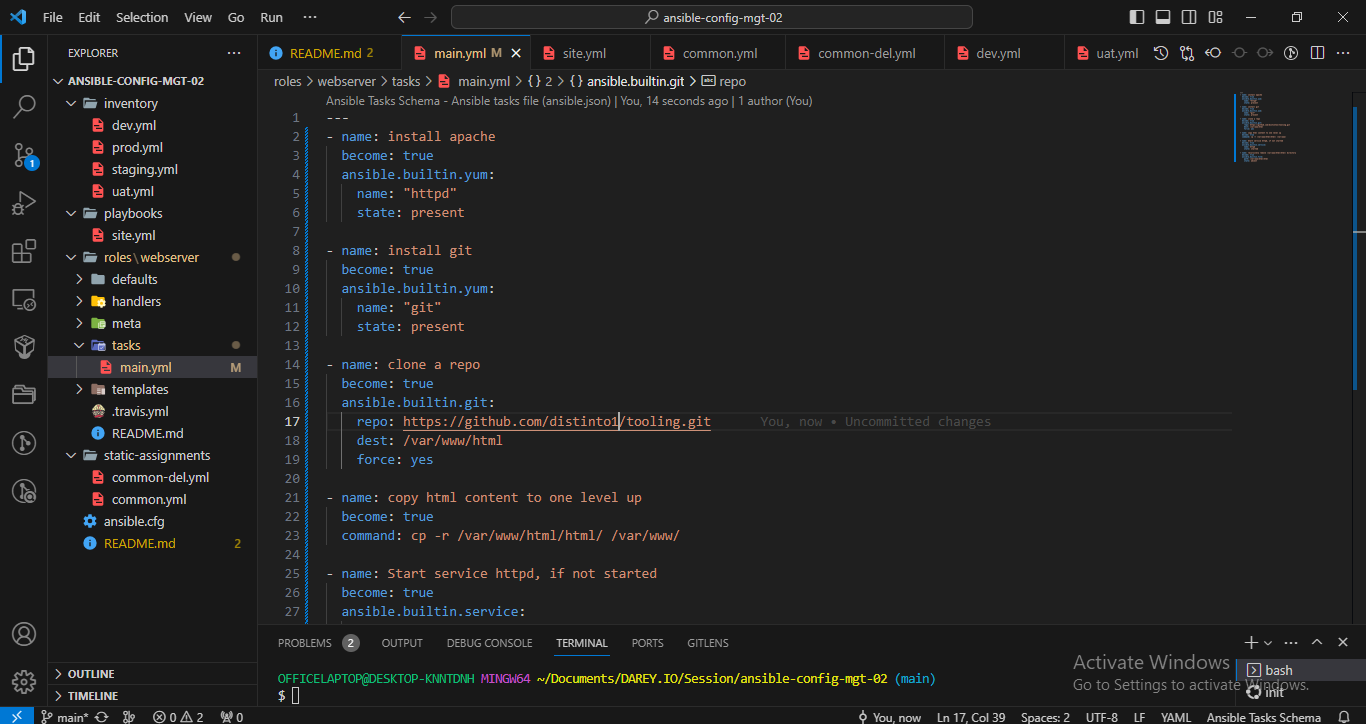 File Edit Selection View Go Run ··· ansible-config-mgt-02
EXPLORER ···
ANSIBLE-CONFIG-MGT-02
inventory
dev.yml
prod.yml
staging.yml
uat.yml
playbooks
site.yml
roles\webserver
defaults
handlers
meta
tasks
main.yml M
templates
.travis.yml
README.md
static-assignments
common-del.yml
common.yml
ansible.cfg
README.md 2
OUTLINE
TIMELINE
1
README.md 2 main.yml M site.yml common.yml common-del.yml dev.yml uat.yml
roles > webserver > tasks > main.yml > {} 2 > {} ansible.builtin.git > abc repo
Ansible Tasks Schema - Ansible tasks file (ansible.json) | You, 14 seconds ago | 1 author (You)
1 ---
2 - name: install apache
3 become: true
4 ansible.builtin.yum:
5 name: "httpd"
6 state: present
7
8 - name: install git
9 become: true
10 ansible.builtin.yum:
11 name: "git"
12 state: present
13
14 - name: clone a repo
15 become: true
16 ansible.builtin.git:
17 repo: https://github.com/distinto1/tooling.git You, now • Uncommitted changes
18 dest: /var/www/html
19 force: yes
20
21 - name: copy html content to one level up
22 become: true
23 command: cp -r /var/www/html/html/ /var/www/
24
25 - name: Start service httpd, if not started
26 become: true
27 ansible.builtin.service:
PROBLEMS 2 OUTPUT DEBUG CONSOLE TERMINAL PORTS GITLENS
OFFICELAPTOP@DESKTOP-KNNTDNH MINGW64 ~/Documents/DAREY.IO/Session/ansible-config-mgt-02 (main)
$
bash
init
Activate Windows
Go to Settings to activate Windows.
main* 0 2 0 You, now Ln 17, Col 39 Spaces: 2 UTF-8 LF YAML Ansible Tasks Schema